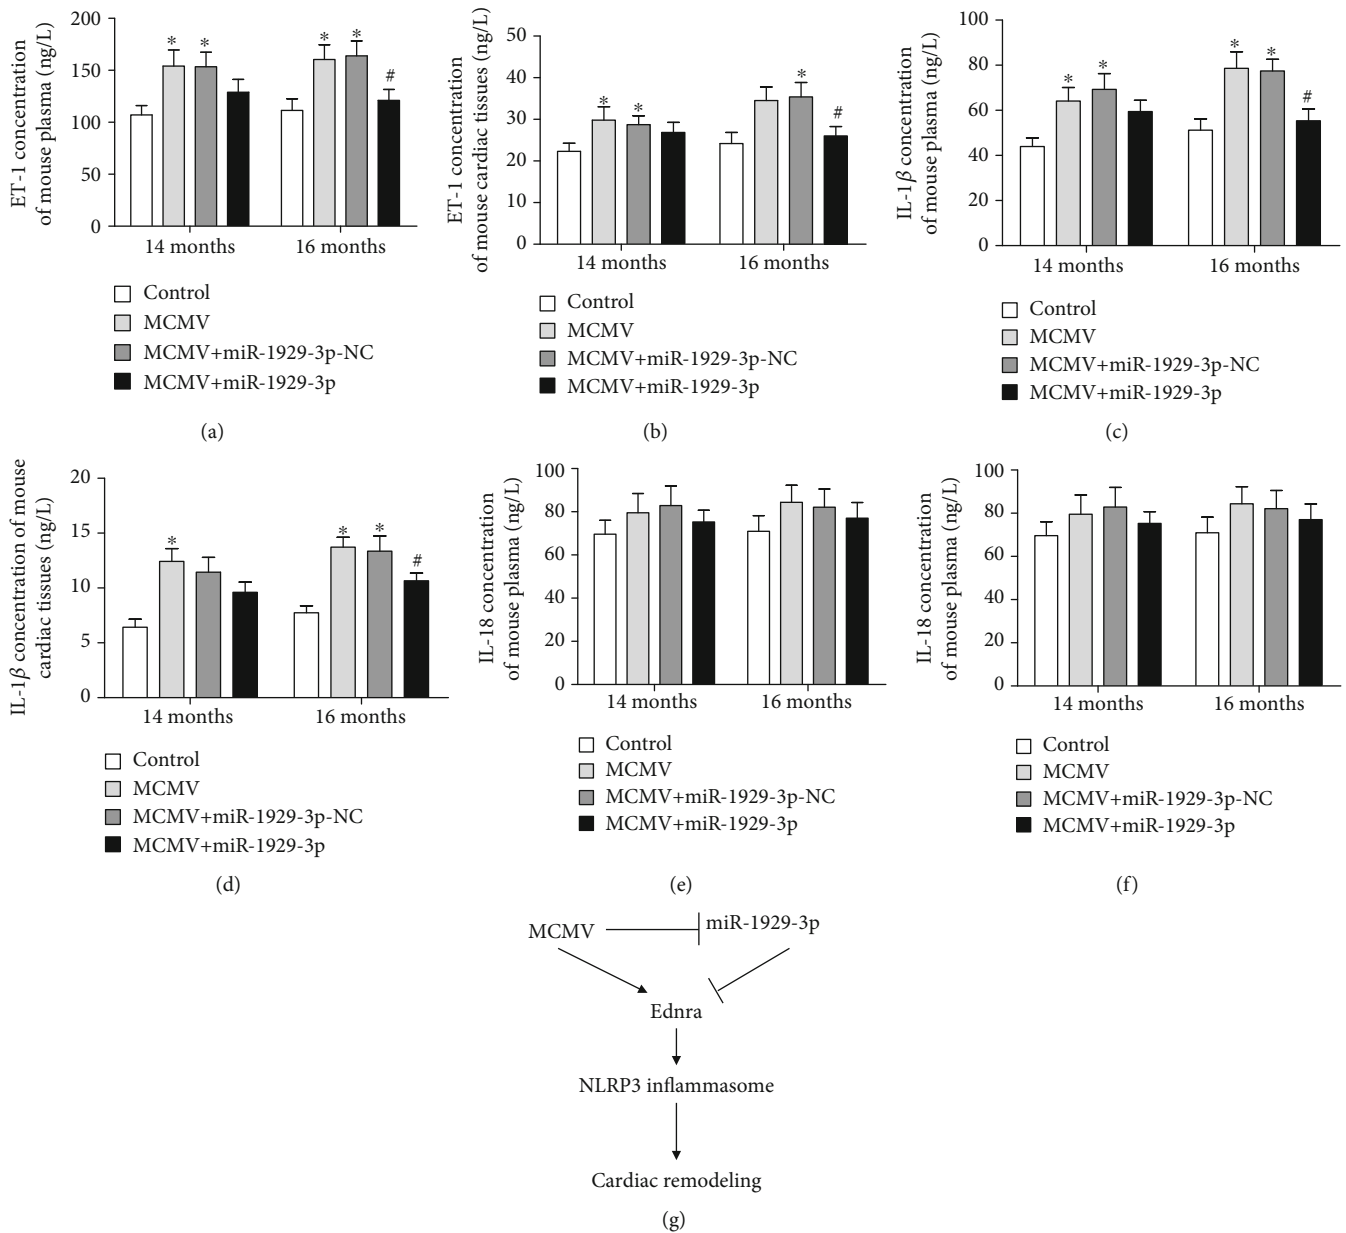 ET-1 concentration
of mouse plasma (ng/L)
200
150
100
50
0
* * * * #
14 months 16 months
Control
MCMV
MCMV+miR-1929-3p-NC
MCMV+miR-1929-3p
(a)
ET-1 concentration
of mouse cardiac tissues (ng/L)
50
40
30
20
10
0
* * * #
14 months 16 months
Control
MCMV
MCMV+miR-1929-3p-NC
MCMV+miR-1929-3p
(b)
IL-1β concentration
of mouse plasma (ng/L)
100
80
60
40
20
0
* * * * #
14 months 16 months
Control
MCMV
MCMV+miR-1929-3p-NC
MCMV+miR-1929-3p
(c)
IL-1β concentration of mouse
cardiac tissues (ng/L)
20
15
10
5
0
* * * #
14 months 16 months
Control
MCMV
MCMV+miR-1929-3p-NC
MCMV+miR-1929-3p
(d)
IL-18 concentration
of mouse plasma (ng/L)
100
80
60
40
20
0
14 months 16 months
Control
MCMV
MCMV+miR-1929-3p-NC
MCMV+miR-1929-3p
(e)
IL-18 concentration
of mouse plasma (ng/L)
100
80
60
40
20
0
14 months 16 months
Control
MCMV
MCMV+miR-1929-3p-NC
MCMV+miR-1929-3p
(f)
MCMV miR-1929-3p
Ednra
NLRP3 inflammasome
Cardiac remodeling
(g)